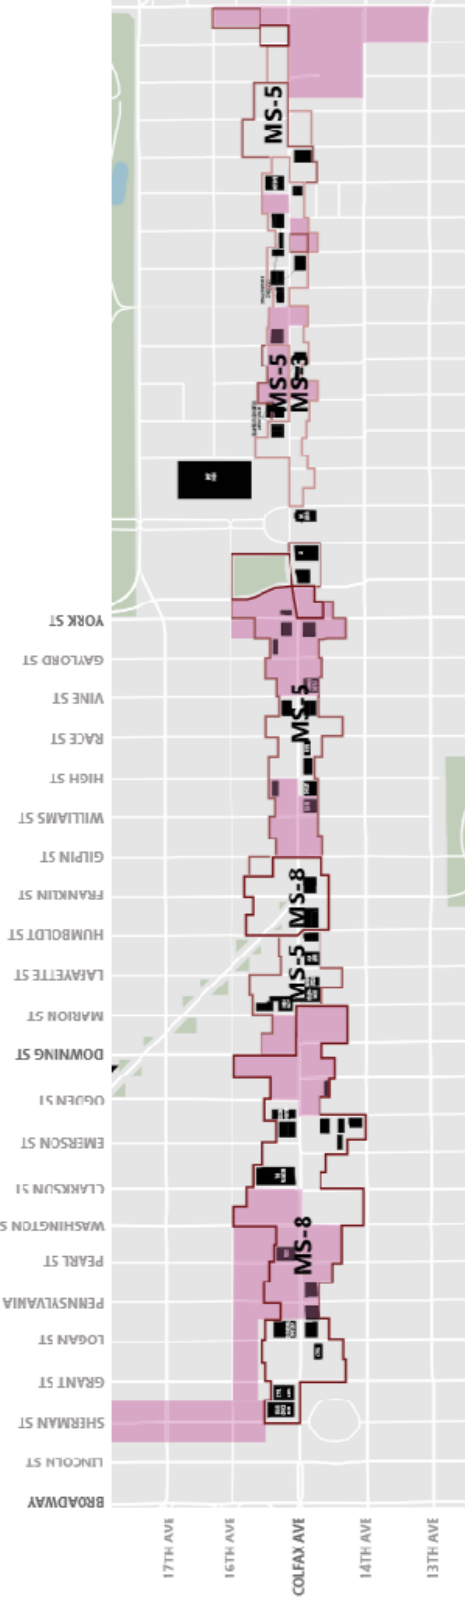 MS-5
MS-5
MS-3
YORK ST
GAYLORD ST
VINE ST
MS-5
RACE ST
HIGH ST
WILLIAMS ST
GILPIN ST
FRANKLIN ST
MS-8
HUMBOLDT ST
LAFAYETTE ST
MS-5
MARION ST
DOWNING ST
OGDEN ST
EMERSON ST
CLARKSON ST
WASHINGTON S
PEARL ST
MS-8
PENNSYLVANIA
LOGAN ST
GRANT ST
SHERMAN ST
LINCOLN ST
BROADWAY
17TH AVE
16TH AVE
COLFAX AVE
14TH AVE
13TH AVE